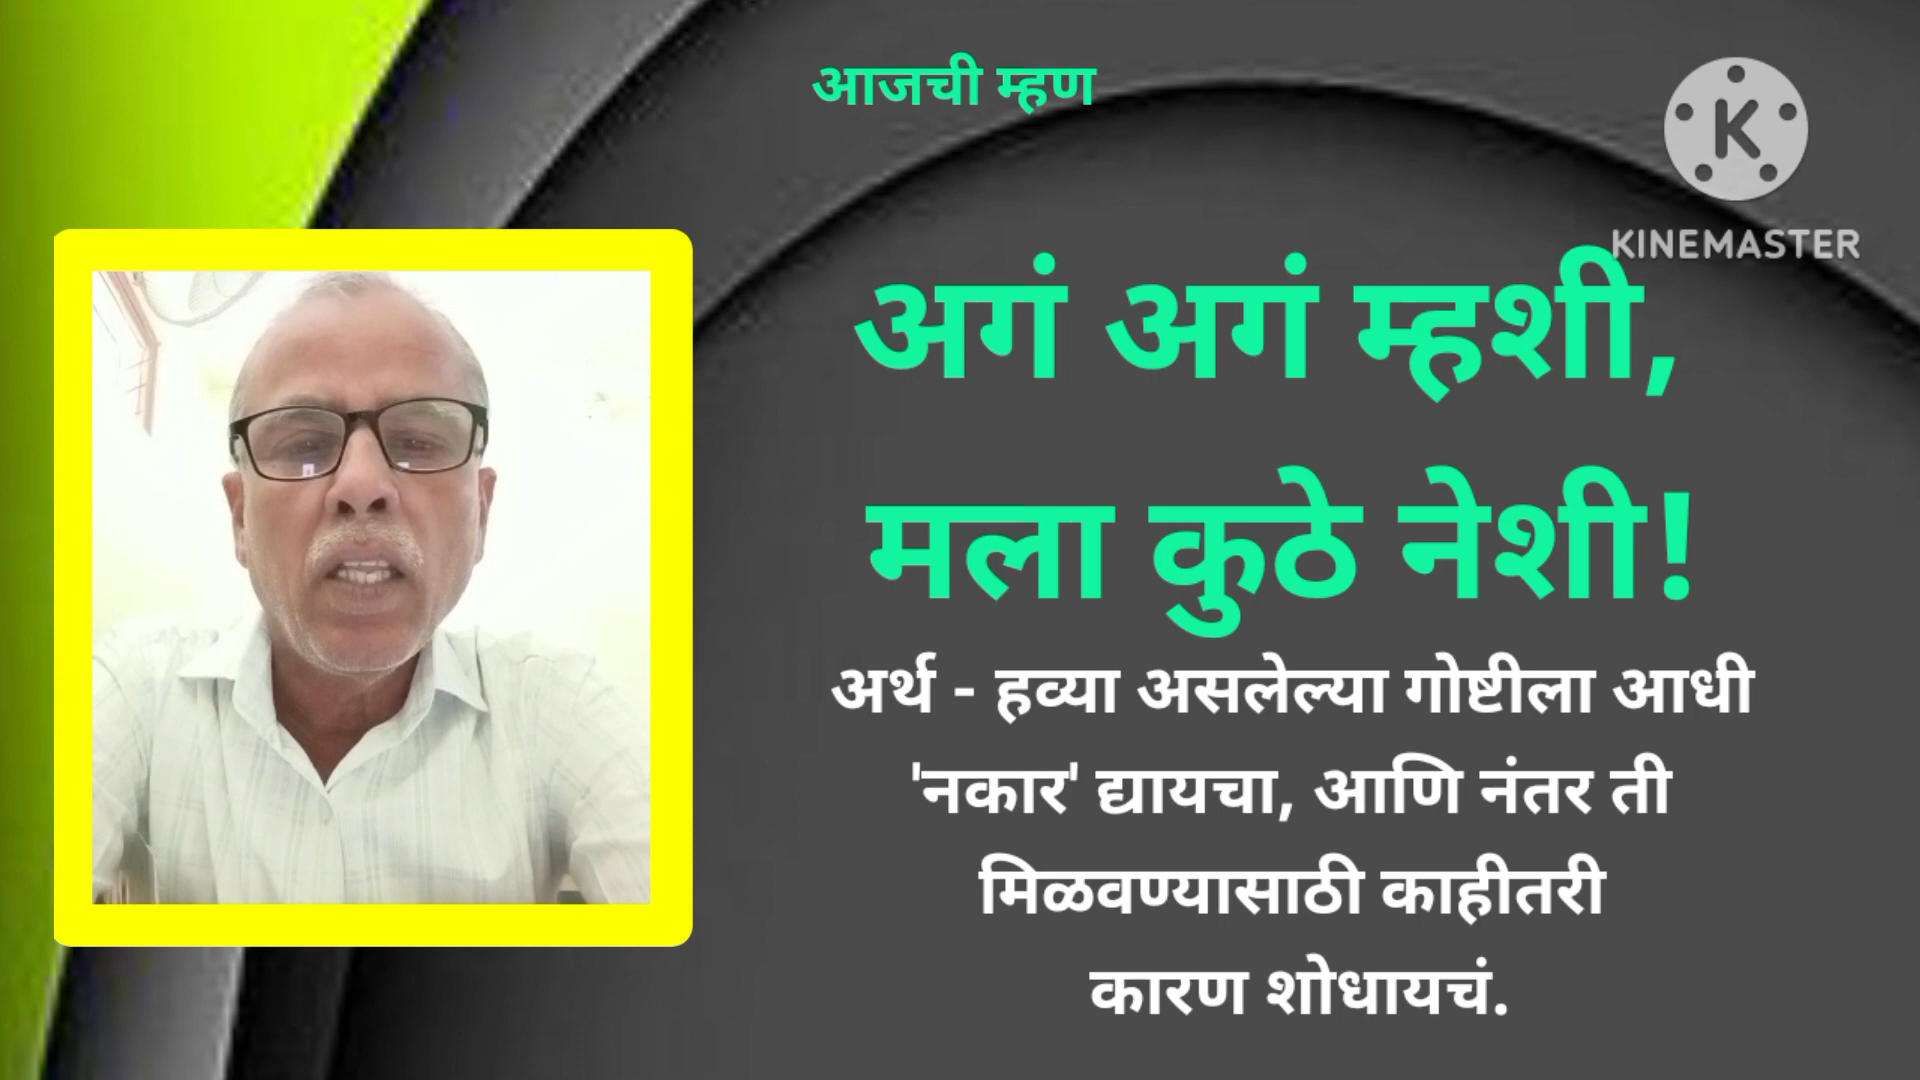 आजची म्हण
KINEMASTER
अगं अगं म्हशी,
मला कुठे नेशी!
अर्थ - हव्या असलेल्या गोष्टीला आधी
'नकार' द्यायचा, आणि नंतर ती
मिळवण्यासाठी काहीतरी
कारण शोधायचं.